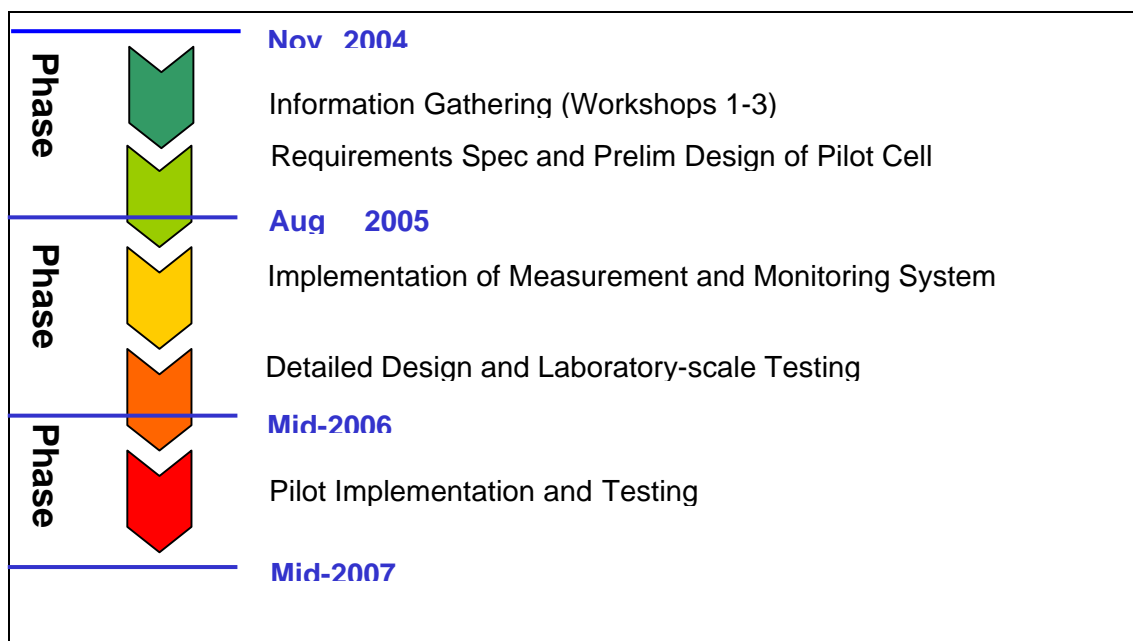 Nov 2004
Phase
Information Gathering (Workshops 1-3)
Requirements Spec and Prelim Design of Pilot Cell
Aug 2005
Phase
Implementation of Measurement and Monitoring System
Detailed Design and Laboratory-scale Testing
Mid-2006
Phase
Pilot Implementation and Testing
Mid-2007